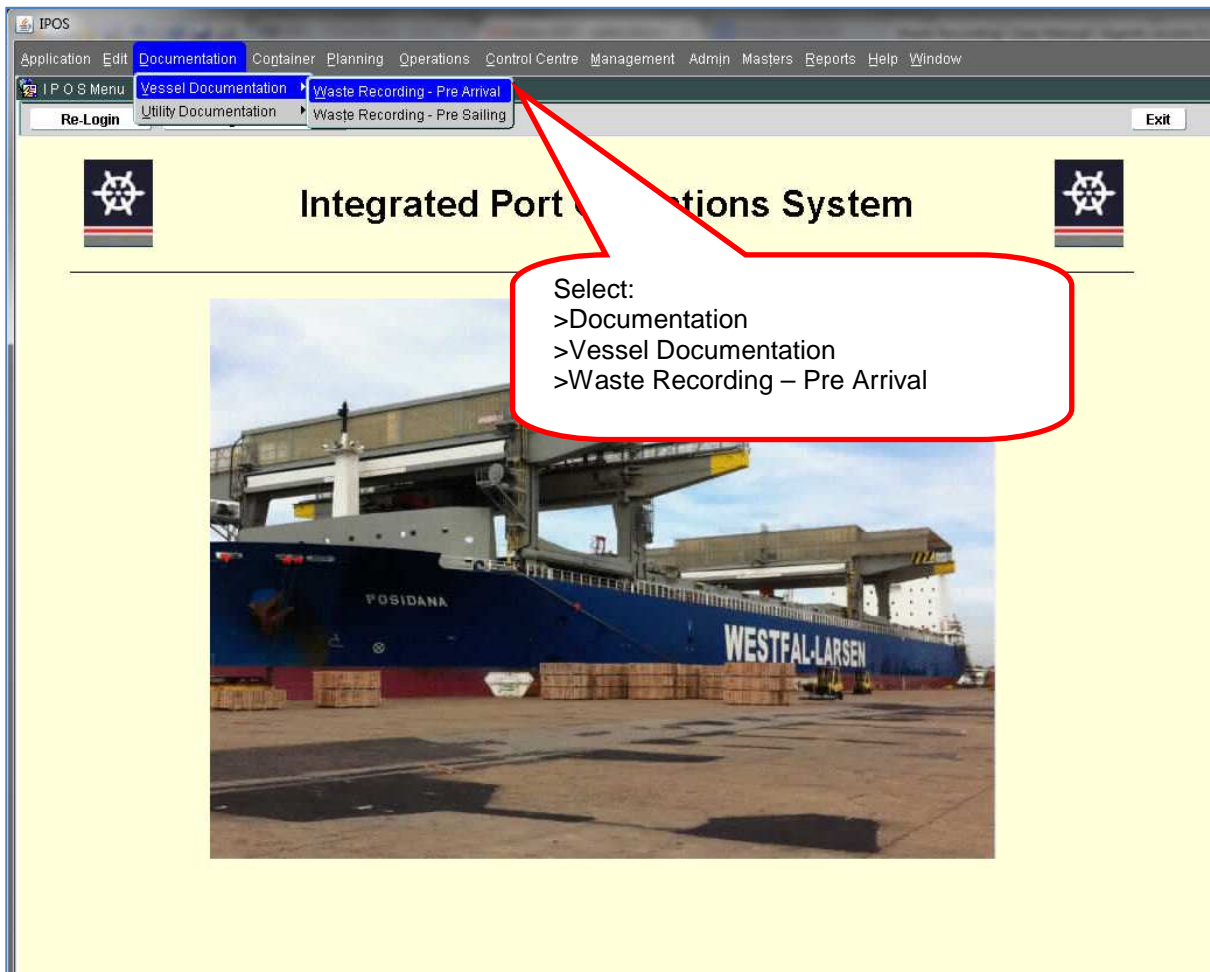 IPOS
Application Edit Documentation Container Planning Operations Control Centre Management Admin Masters Reports Help Window
I P O S Menu Vessel Documentation Waste Recording - Pre Arrival
Utility Documentation Waste Recording - Pre Sailing
Re-Login Exit
Integrated Port System
Select:
>Documentation
>Vessel Documentation
>Waste Recording – Pre Arrival
POSIDANA
WESTFAL-LARSEN